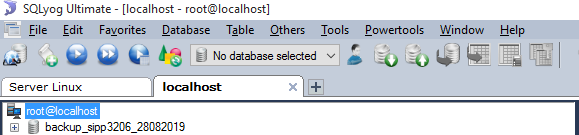 SQLyog Ultimate - [localhost - root@localhost]
File Edit Favorites Database Table Others Tools Powertools Window Help
No database selected
Server Linux localhost
root@localhost
backup_sipp3206_28082019